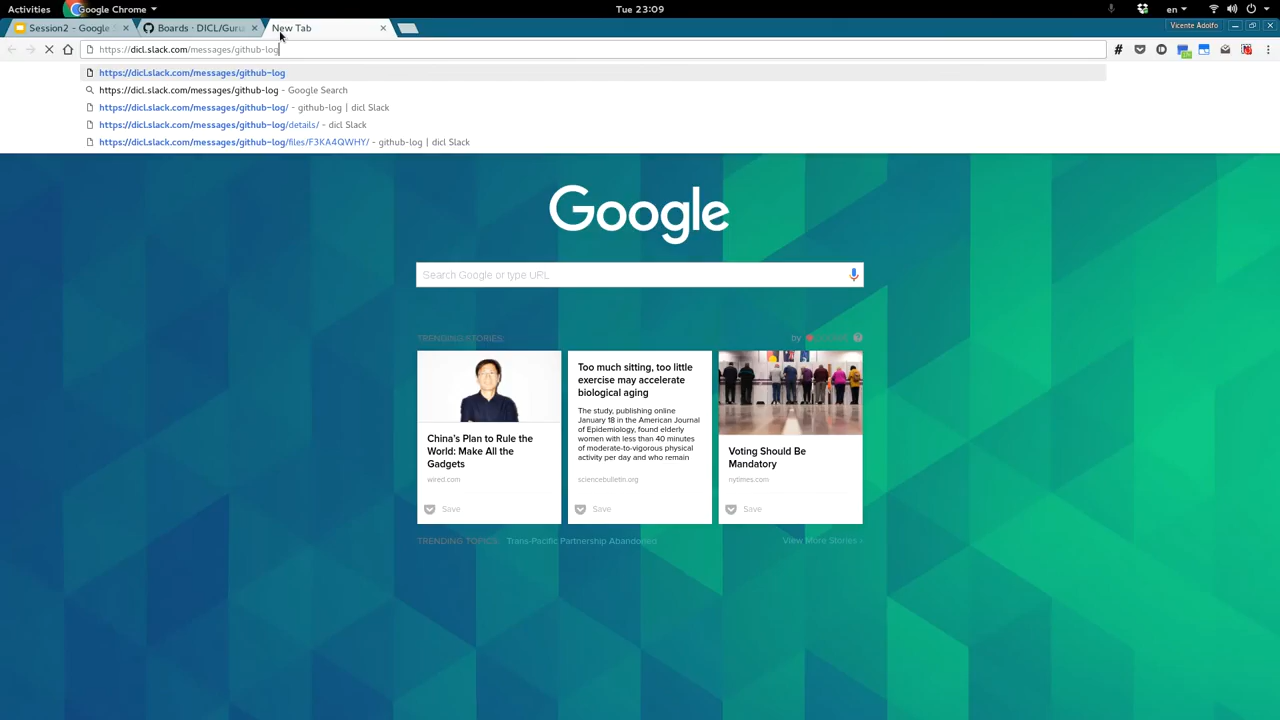 Activities
Google Chrome
Tue 23:09
en
Session2 - Google S
Boards · DICL/Guru
New Tab
Vicente Adolfo
https://dicl.slack.com/messages/github-log
https://dicl.slack.com/messages/github-log
https://dicl.slack.com/messages/github-log - Google Search
https://dicl.slack.com/messages/github-log/ - github-log | dicl Slack
https://dicl.slack.com/messages/github-log/details/ - dicl Slack
https://dicl.slack.com/messages/github-log/files/F3KA4QWHY/ - github-log | dicl Slack
Google
Search Google or type URL
TRENDING STORIES:
by
China's Plan to Rule the
World: Make All the
Gadgets
wired.com
Save
Too much sitting, too little
exercise may accelerate
biological aging
The study, publishing online
January 18 in the American Journal
of Epidemiology, found elderly
women with less than 40 minutes
of moderate-to-vigorous physical
activity per day and who remain
sciencebulletin.org
Save
Voting Should Be
Mandatory
nytimes.com
Save
TRENDING TOPICS:
Trans-Pacific Partnership Abandoned
View More Stories ›